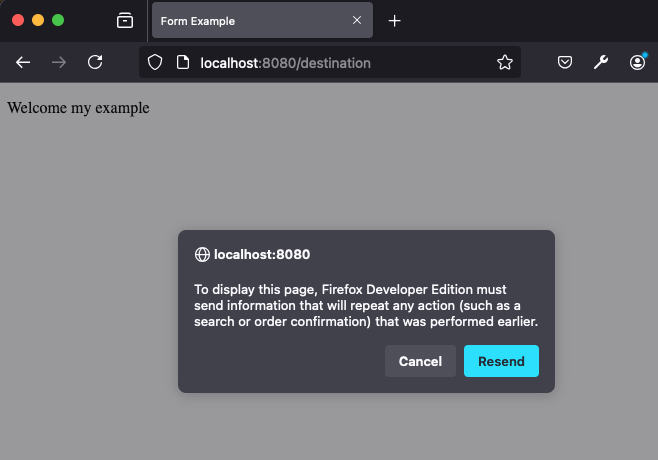 Form Example
localhost:8080/destination
Welcome my example
localhost:8080
To display this page, Firefox Developer Edition must
send information that will repeat any action (such as a
search or order confirmation) that was performed earlier.
Cancel
Resend